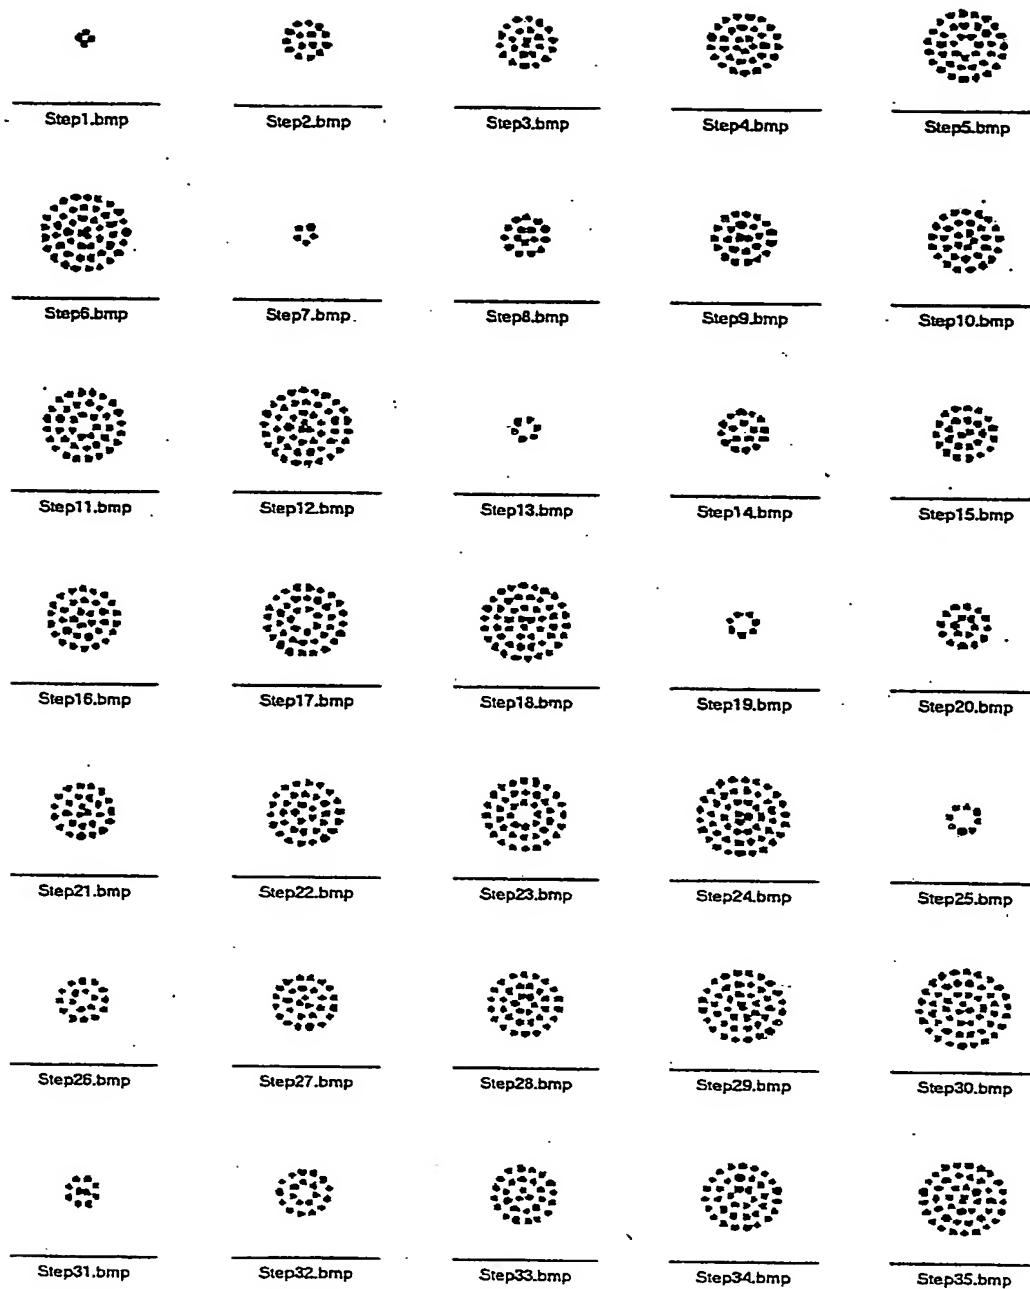 Step1.bmp Step2.bmp Step3.bmp Step4.bmp Step5.bmp
Step6.bmp Step7.bmp Step8.bmp Step9.bmp Step10.bmp
Step11.bmp Step12.bmp Step13.bmp Step14.bmp Step15.bmp
Step16.bmp Step17.bmp Step18.bmp Step19.bmp Step20.bmp
Step21.bmp Step22.bmp Step23.bmp Step24.bmp Step25.bmp
Step26.bmp Step27.bmp Step28.bmp Step29.bmp Step30.bmp
Step31.bmp Step32.bmp Step33.bmp Step34.bmp Step35.bmp